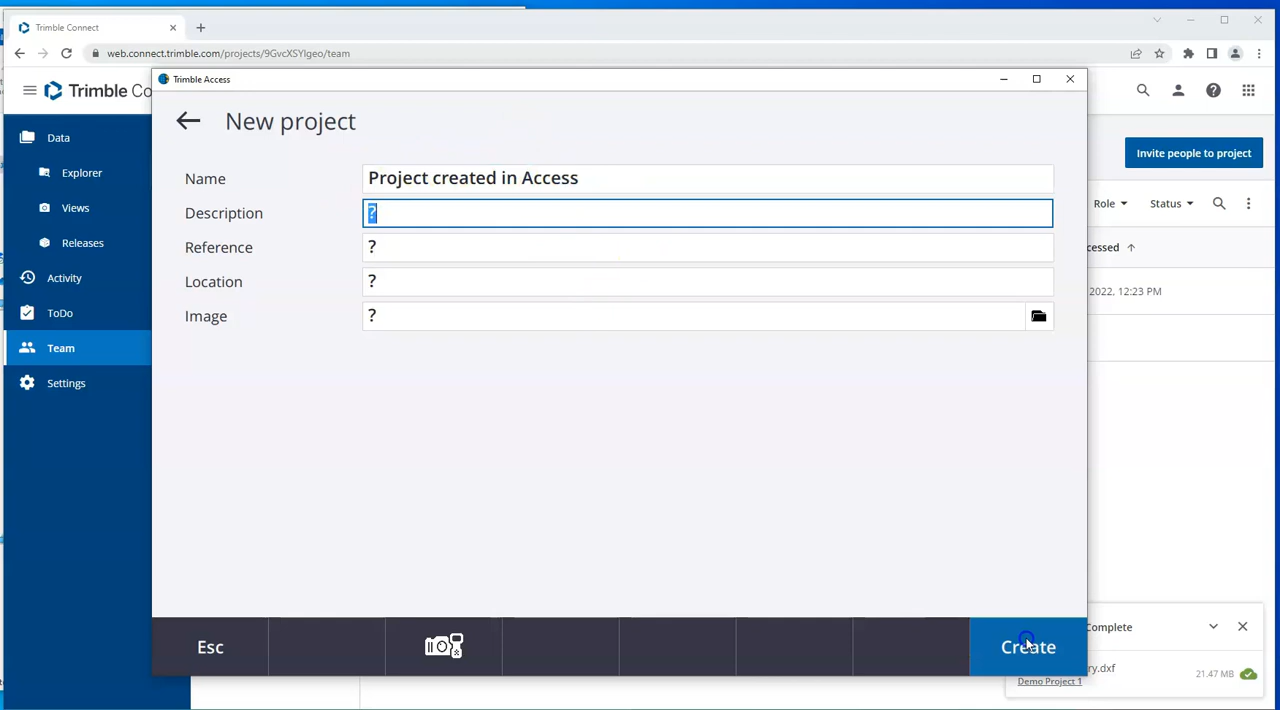 Trimble Connect
web.connect.trimble.com/projects/9GvcXSYIgeo/team
Trimble Co
Trimble Access
New project
Data
Explorer
Views
Releases
Activity
ToDo
Team
Settings
Name
Project created in Access
Description
?
Reference
?
Location
?
Image
?
Esc
Create
Invite people to project
Role
Status
cessed
2022, 12:23 PM
Complete
ry.dxf
21.47 MB
Demo Project 1